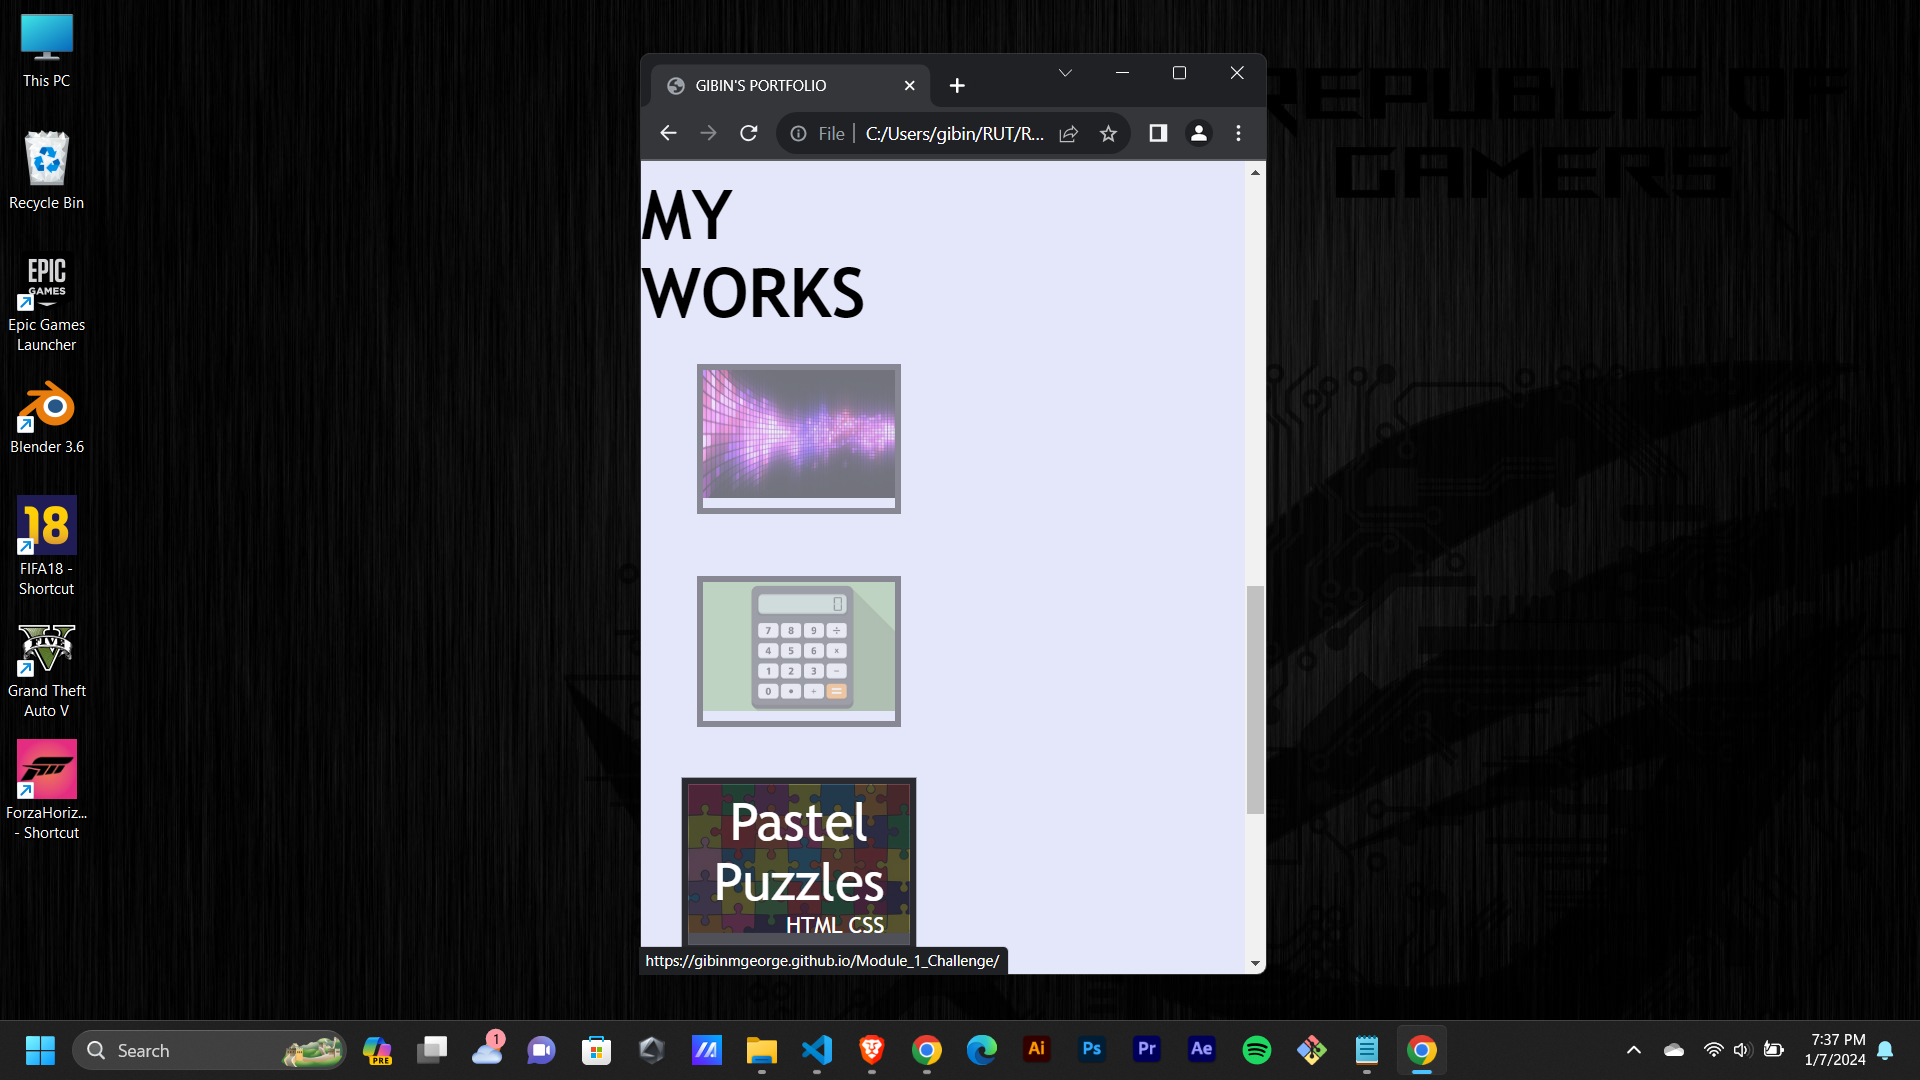 This PC
Recycle Bin
EPIC
GAMES
Epic Games
Launcher
Blender 3.6
18
FIFA18 -
Shortcut
FIVE
Grand Theft
Auto V
ForzaHoriz...
- Shortcut
REPUBLIC OF
GAMERS
GIBIN'S PORTFOLIO
File
C:/Users/gibin/RUT/R...
MY
WORKS
0
7 8 9 ÷
4 5 6 ×
1 2 3 −
0 • + =
Pastel
Puzzles
HTML CSS
https://gibinmgeorge.github.io/Module_1_Challenge/
Search
PRE
1
Ai
Ps
Pr
Ae
7:37 PM
1/7/2024